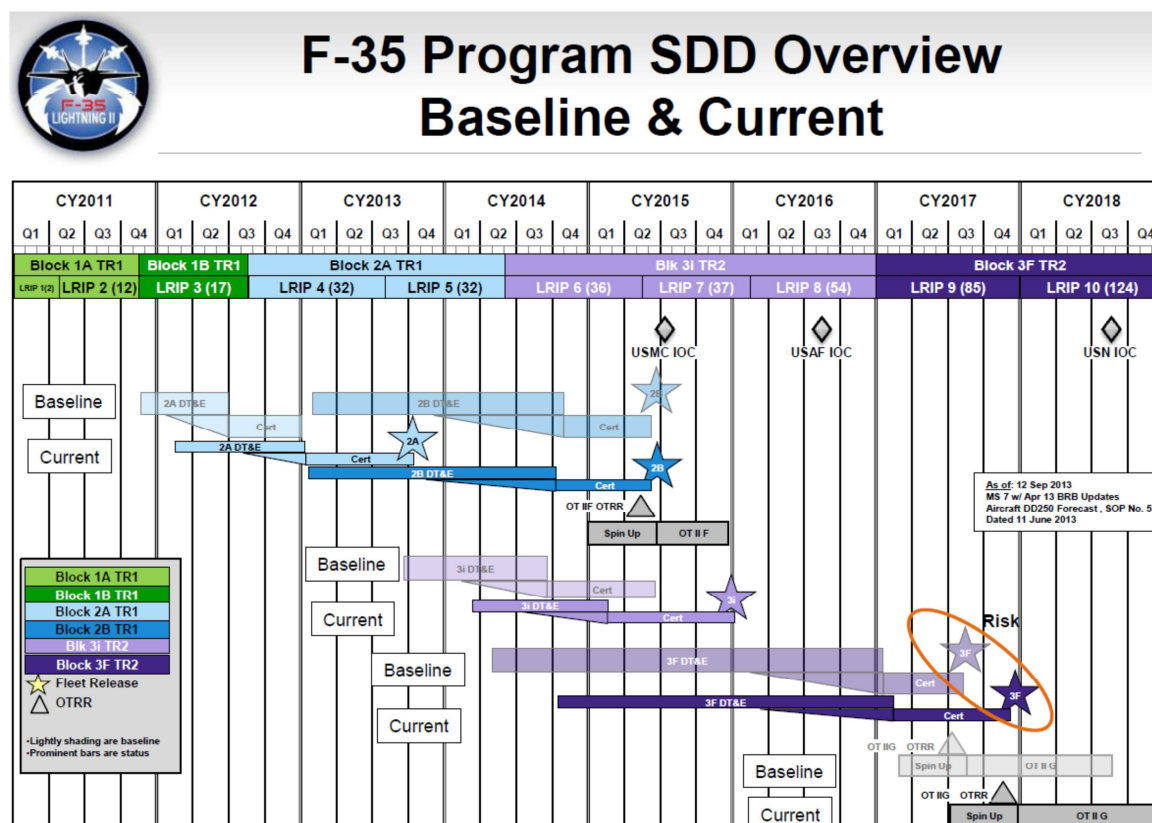 F-35
LIGHTNING II
F-35 Program SDD Overview
Baseline & Current
CY2011 CY2012 CY2013 CY2014 CY2015 CY2016 CY2017 CY2018
Q1 Q2 Q3 Q4 Q1 Q2 Q3 Q4 Q1 Q2 Q3 Q4 Q1 Q2 Q3 Q4 Q1 Q2 Q3 Q4 Q1 Q2 Q3 Q4 Q1 Q2 Q3 Q4 Q1 Q2 Q3 Q4
Block 1A TR1 Block 1B TR1 Block 2A TR1 Blk 3i TR2 Block 3F TR2
LRIP 1(2) LRIP 2 (12) LRIP 3 (17) LRIP 4 (32) LRIP 5 (32) LRIP 6 (36) LRIP 7 (37) LRIP 8 (54) LRIP 9 (85) LRIP 10 (124)
USMC IOC USAF IOC USN IOC
Baseline 2A DT&E 2B DT&E 2B
Cert Cert
Current 2A DT&E 2A
Cert
2B DT&E 2B
Cert
OT IIF OTRR
Spin Up OT II F
As of: 12 Sep 2013
MS 7 w/ Apr 13 BRB Updates
Aircraft DD250 Forecast , SOP No. 5
Dated 11 June 2013
Baseline 3i DT&E
Cert
Current 3i DT&E 3i
Cert
Risk
Baseline 3F DT&E 3F
Cert
Current 3F DT&E 3F
Cert
OT IIG OTRR
Baseline Spin Up OT II G
OT IIG OTRR
Current Spin Up OT II G
Block 1A TR1
Block 1B TR1
Block 2A TR1
Block 2B TR1
Blk 3i TR2
Block 3F TR2
Fleet Release
OTRR
•Lightly shading are baseline
•Prominent bars are status